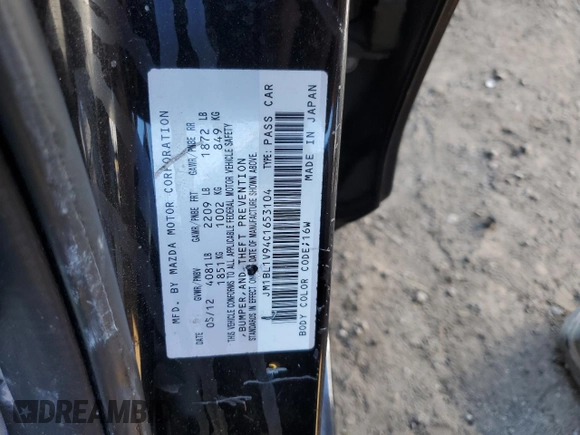 MFD. BY MAZDA MOTOR CORPORATION
DATE GVWR/PNBV GAWR/PNBE FRT GAWR/PNBE RR
05/12 4081 LB 2209 LB 1872 LB
1851 KG 1002 KG 849 KG
THIS VEHICLE CONFORMS TO ALL APPLICABLE FEDERAL MOTOR VEHICLE SAFETY
, BUMPER, AND THEFT PREVENTION
STANDARDS IN EFFECT ON THE DATE OF MANUFACTURE SHOWN ABOVE.
JM1BL1V94C1653104 TYPE: PASS CAR
BODY COLOR CODE;16W MADE IN JAPAN
DREAMBID